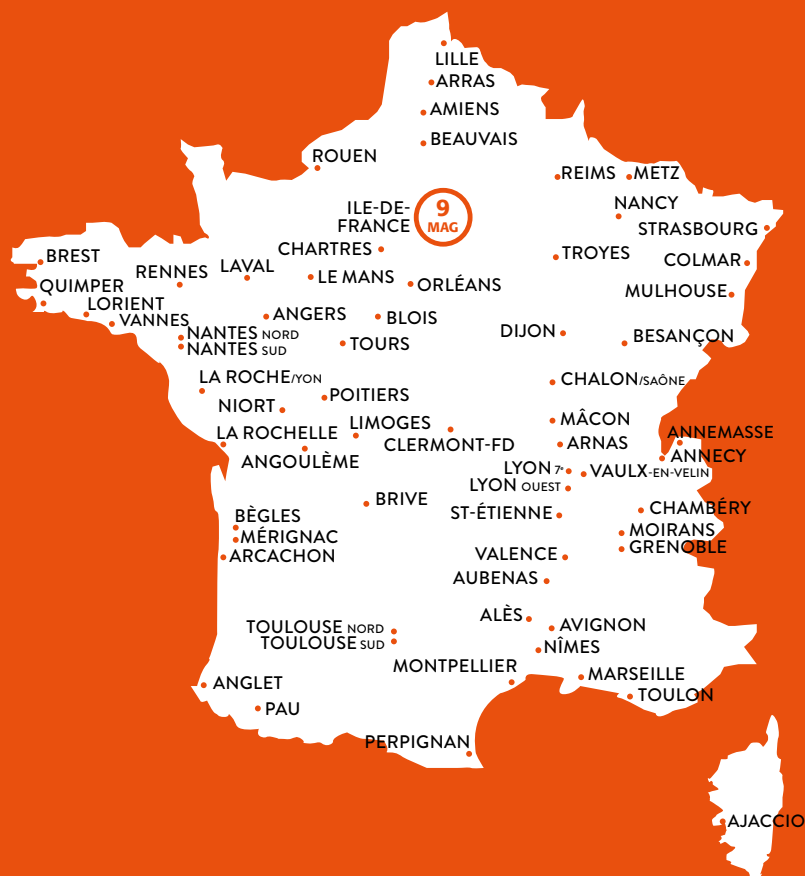 LILLE
ARRAS
AMIENS
BEAUVAIS
ROUEN
REIMS
METZ
NANCY
ILE-DE-
FRANCE
9
MAG
STRASBOURG
CHARTRES
TROYES
COLMAR
BREST
RENNES
LAVAL
LE MANS
ORLÉANS
QUIMPER
MULHOUSE
LORIENT
VANNES
ANGERS
BLOIS
NANTES NORD
NANTES SUD
TOURS
DIJON
BESANÇON
LA ROCHE/YON
CHALON/SAÔNE
POITIERS
NIORT
LIMOGES
MÂCON
LA ROCHELLE
CLERMONT-FD
ARNAS
ANNEMASSE
ANGOULÈME
ANNECY
LYON 7e
VAULX-EN-VELIN
LYON OUEST
BRIVE
ST-ÉTIENNE
CHAMBÉRY
BÈGLES
MOIRANS
MÉRIGNAC
GRENOBLE
ARCACHON
VALENCE
AUBENAS
ALÈS
AVIGNON
TOULOUSE NORD
TOULOUSE SUD
NÎMES
MONTPELLIER
MARSEILLE
ANGLET
TOULON
PAU
PERPIGNAN
AJACCIO